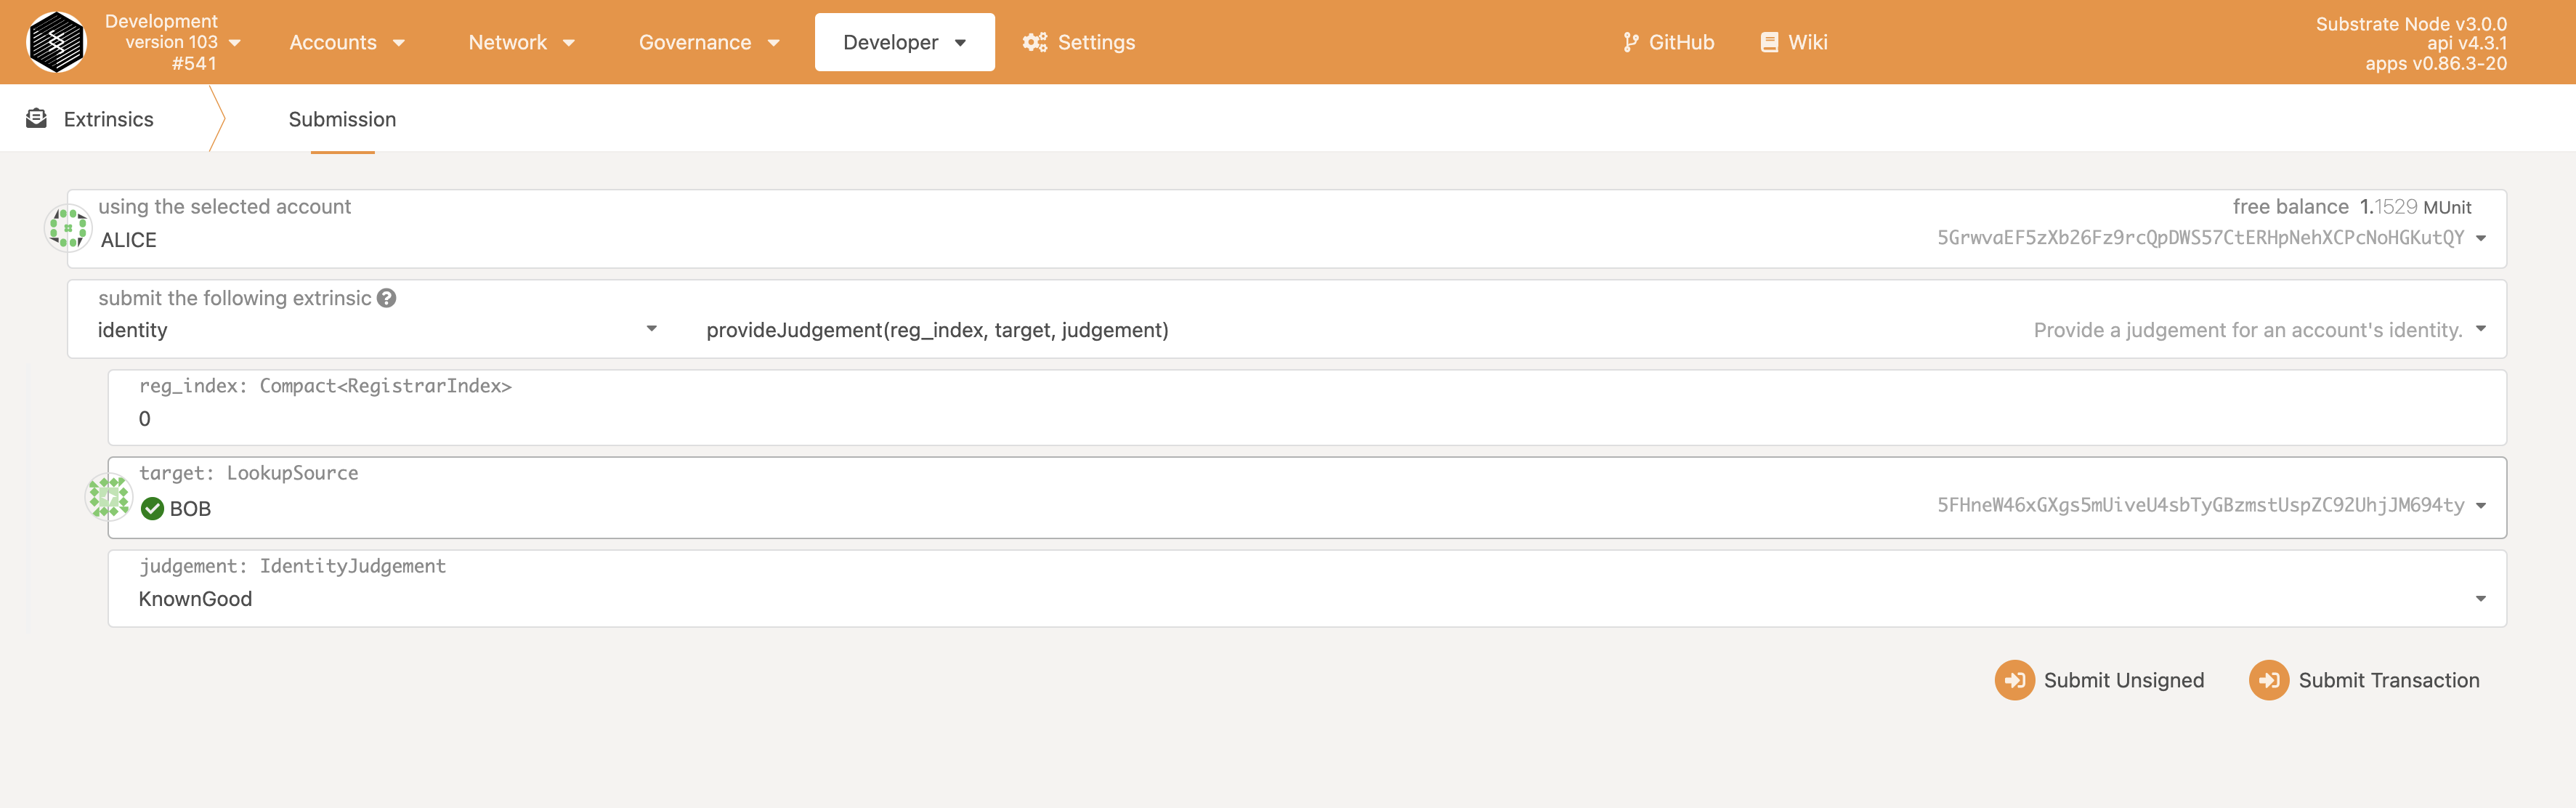 Development
version 103
#541
Accounts
Network
Governance
Developer
Settings
GitHub
Wiki
Substrate Node v3.0.0
api v4.3.1
apps v0.86.3-20
Extrinsics
Submission
using the selected account
free balance 1.1529 MUnit
ALICE
5GrwvaEF5zXb26Fz9rcQpDWS57CtERHpNehXCPcNoHGKutQY
submit the following extrinsic ?
identity
provideJudgement(reg_index, target, judgement)
Provide a judgement for an account's identity.
reg_index: Compact<RegistrarIndex>
0
target: LookupSource
BOB
5FHneW46xGXgs5mUiveU4sbTyGBzmstUspZC92UhjJM694ty
judgement: IdentityJudgement
KnownGood
Submit Unsigned
Submit Transaction